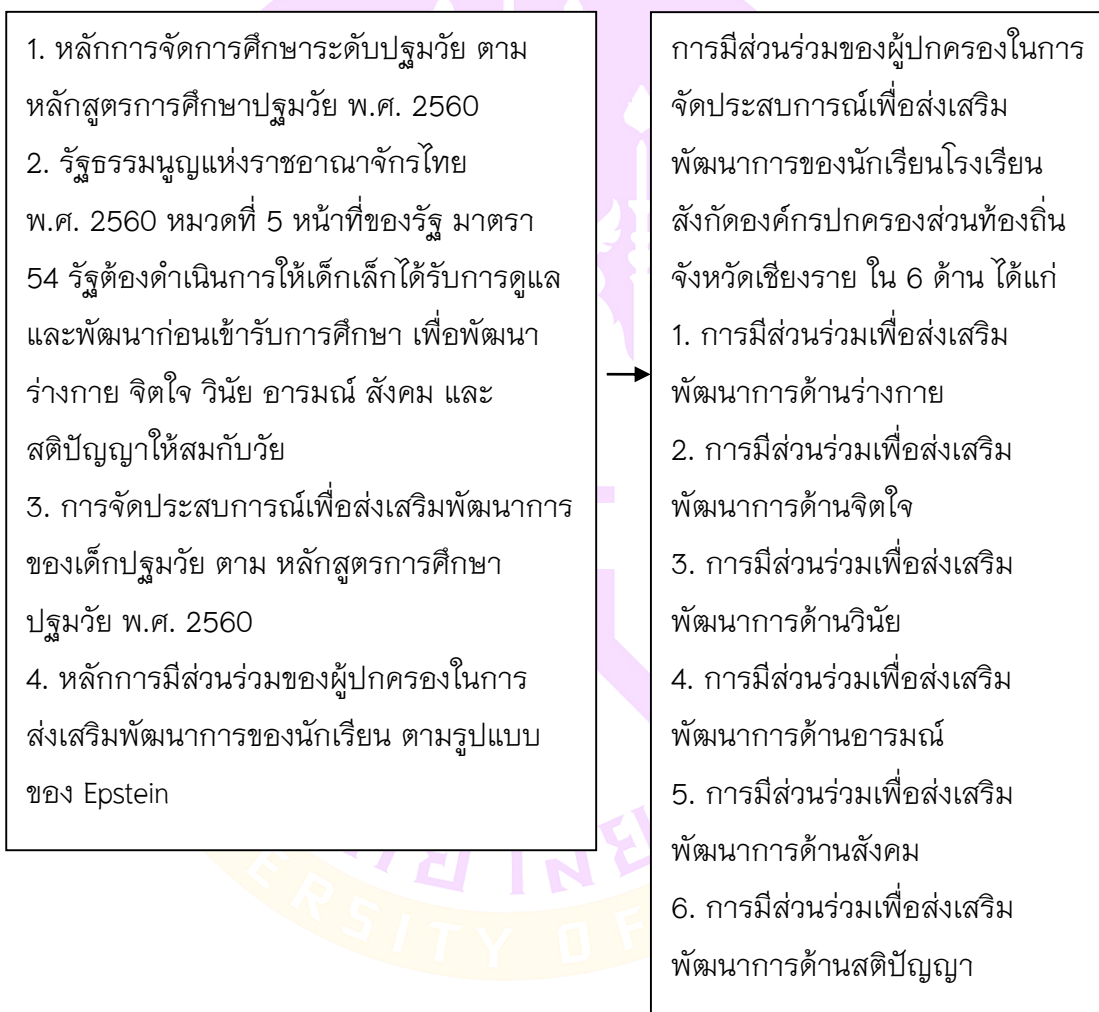 1. หลักการจัดการศึกษาระดับปฐมวัย ตาม
หลักสูตรการศึกษาปฐมวัย พ.ศ. 2560
2. รัฐธรรมนูญแห่งราชอาณาจักรไทย
พ.ศ. 2560 หมวดที่ 5 หน้าที่ของรัฐ มาตรา
54 รัฐต้องดำเนินการให้เด็กเล็กได้รับการดูแล
และพัฒนาก่อนเข้ารับการศึกษา เพื่อพัฒนา
ร่างกาย จิตใจ วินัย อารมณ์ สังคม และ
สติปัญญาให้สมกับวัย
3. การจัดประสบการณ์เพื่อส่งเสริมพัฒนาการ
ของเด็กปฐมวัย ตาม หลักสูตรการศึกษา
ปฐมวัย พ.ศ. 2560
4. หลักการมีส่วนร่วมของผู้ปกครองในการ
ส่งเสริมพัฒนาการของนักเรียน ตามรูปแบบ
ของ Epstein
การมีส่วนร่วมของผู้ปกครองในการ
จัดประสบการณ์เพื่อส่งเสริม
พัฒนาการของนักเรียนโรงเรียน
สังกัดองค์กรปกครองส่วนท้องถิ่น
จังหวัดเชียงราย ใน 6 ด้าน ได้แก่
1. การมีส่วนร่วมเพื่อส่งเสริม
พัฒนาการด้านร่างกาย
2. การมีส่วนร่วมเพื่อส่งเสริม
พัฒนาการด้านจิตใจ
3. การมีส่วนร่วมเพื่อส่งเสริม
พัฒนาการด้านวินัย
4. การมีส่วนร่วมเพื่อส่งเสริม
พัฒนาการด้านอารมณ์
5. การมีส่วนร่วมเพื่อส่งเสริม
พัฒนาการด้านสังคม
6. การมีส่วนร่วมเพื่อส่งเสริม
พัฒนาการด้านสติปัญญา